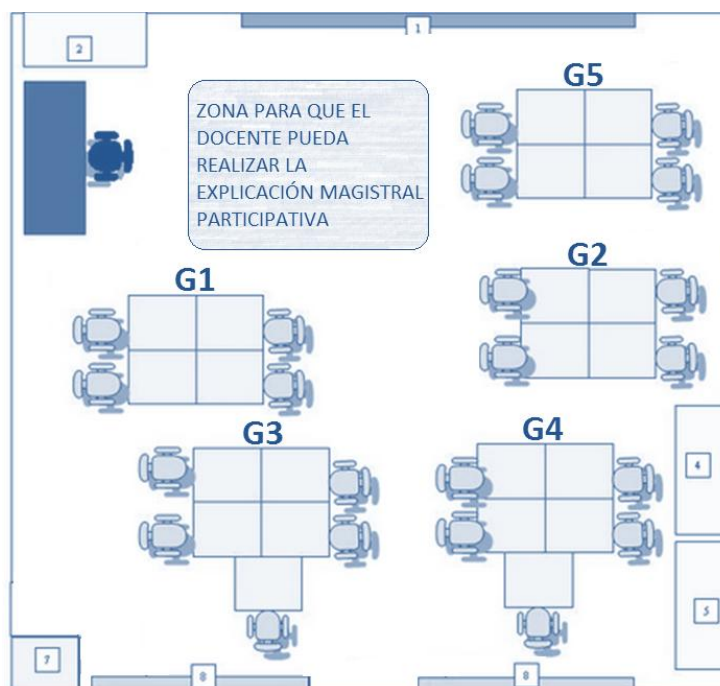 1
2
G5
ZONA PARA QUE EL
DOCENTE PUEDA
REALIZAR LA
EXPLICACIÓN MAGISTRAL
PARTICIPATIVA
G1
G2
G3
G4
4
5
7
8
8